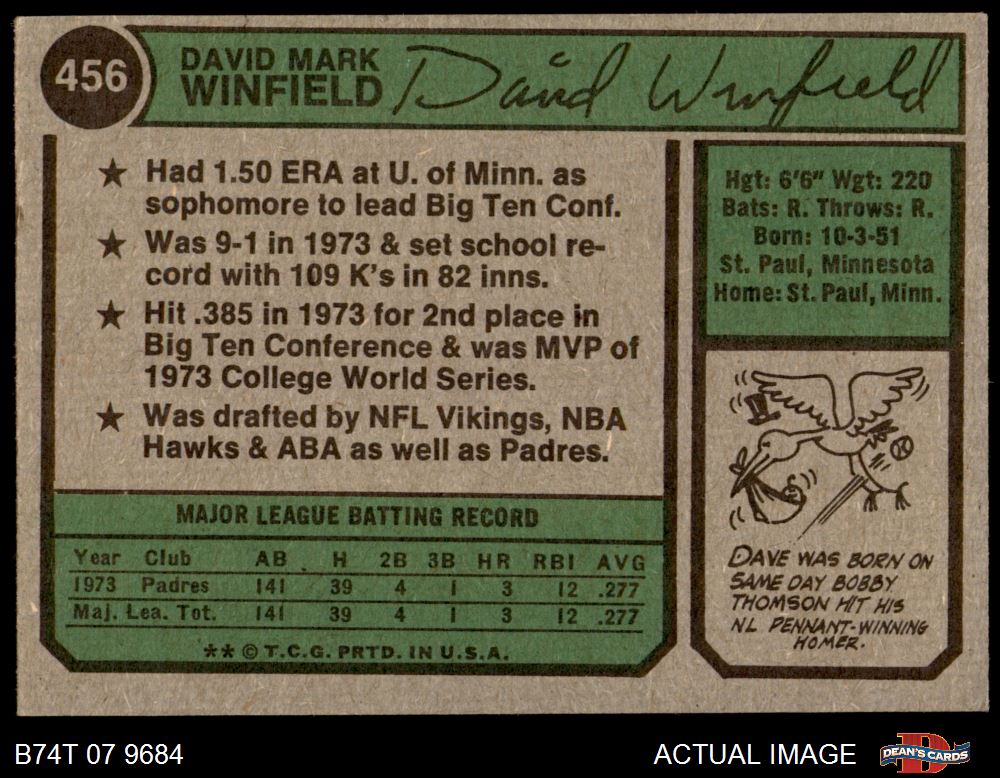 456
DAVID MARK
WINFIELD
David Winfield
★ Had 1.50 ERA at U. of Minn. as
sophomore to lead Big Ten Conf.
★ Was 9-1 in 1973 & set school re-
cord with 109 K's in 82 inns.
★ Hit .385 in 1973 for 2nd place in
Big Ten Conference & was MVP of
1973 College World Series.
★ Was drafted by NFL Vikings, NBA
Hawks & ABA as well as Padres.
MAJOR LEAGUE BATTING RECORD
Year Club AB H 2B 3B HR RBI AVG
1973 Padres 141 39 4 1 3 12 .277
Maj. Lea. Tot. 141 39 4 1 3 12 .277
** © T.C.G. PRTD. IN U.S.A.
Hgt: 6'6" Wgt: 220
Bats: R. Throws: R.
Born: 10-3-51
St. Paul, Minnesota
Home: St. Paul, Minn.
DAVE WAS BORN ON
SAME DAY BOBBY
THOMSON HIT HIS
NL PENNANT-WINNING
HOMER.
B74T 07 9684
ACTUAL IMAGE
DEAN'S CARDS